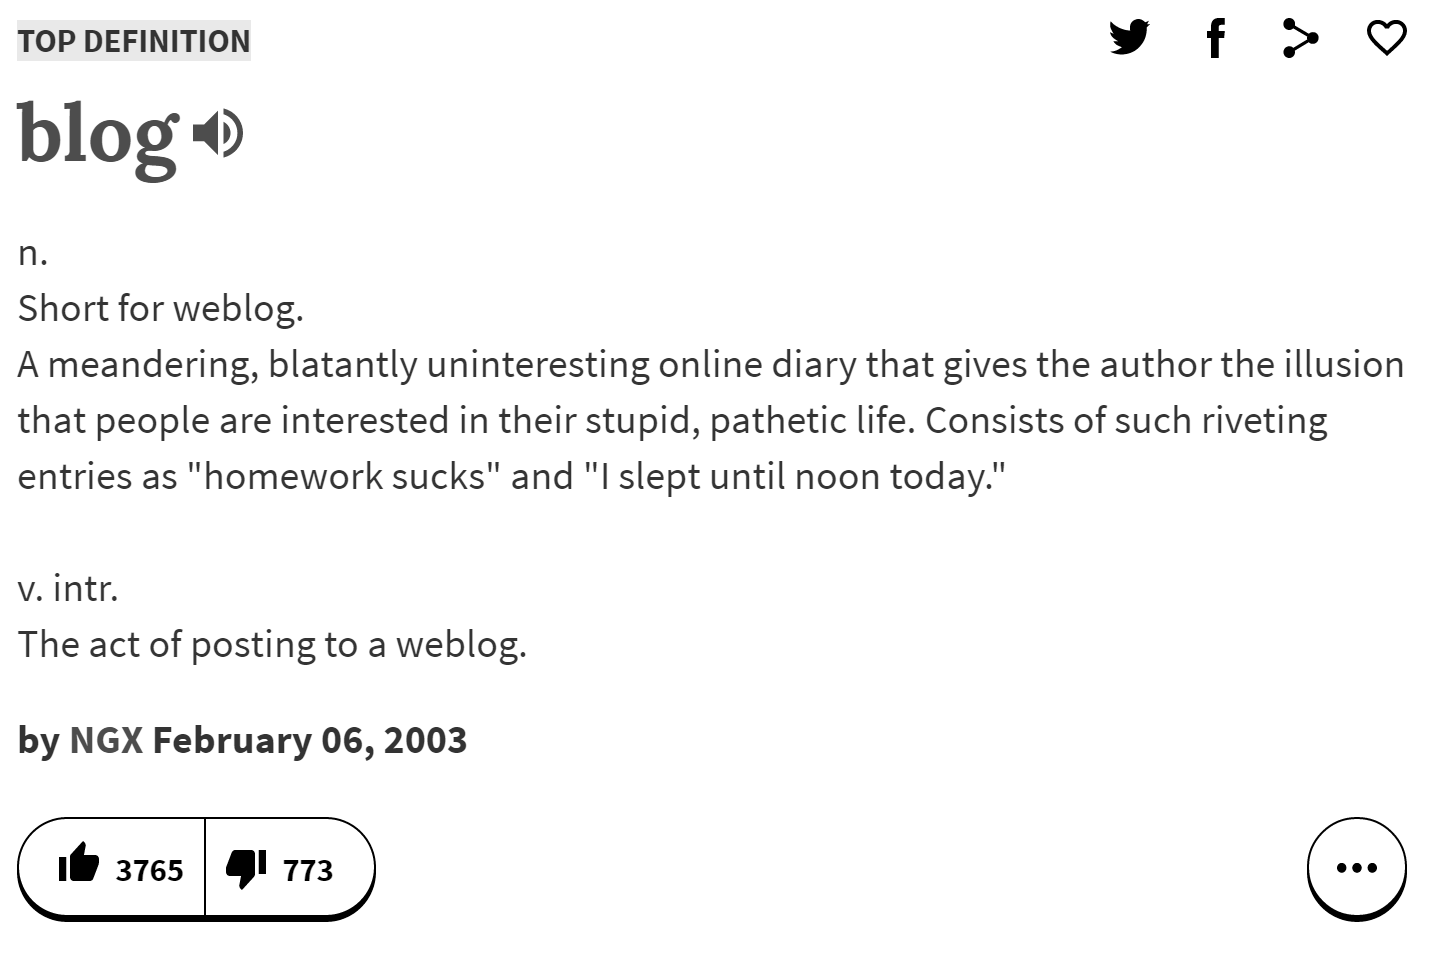 TOP DEFINITION
blog
n.
Short for weblog.
A meandering, blatantly uninteresting online diary that gives the author the illusion
that people are interested in their stupid, pathetic life. Consists of such riveting
entries as "homework sucks" and "I slept until noon today."
v. intr.
The act of posting to a weblog.
by NGX February 06, 2003
3765 773